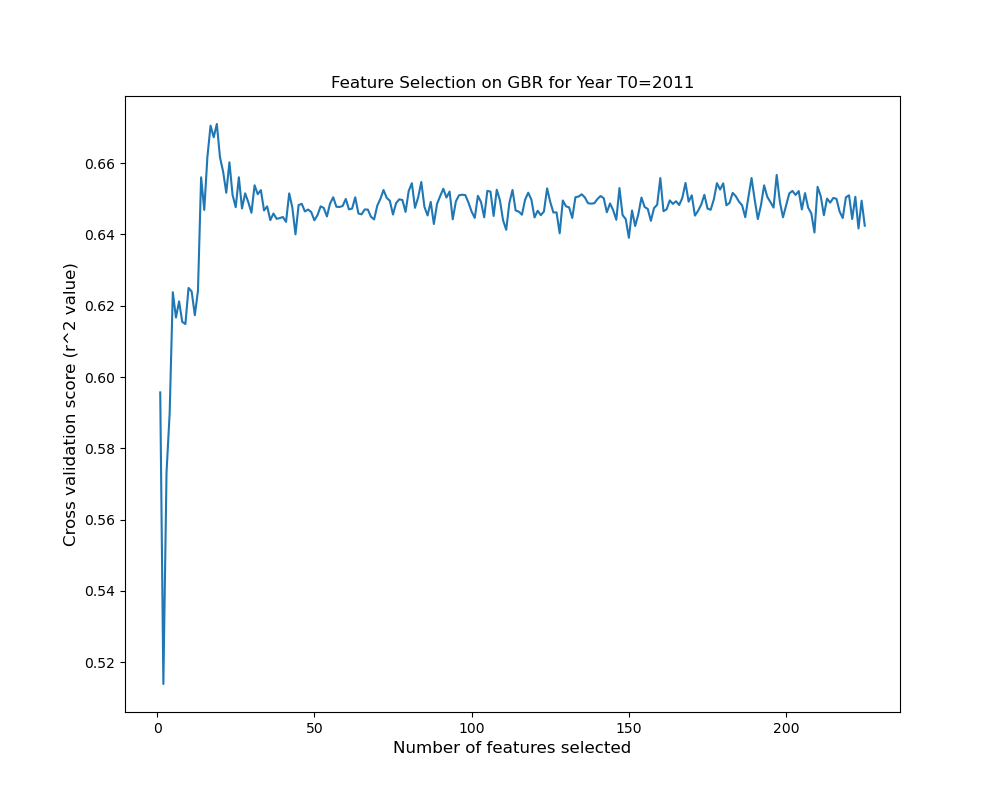 Feature Selection on GBR for Year T0=2011
Cross validation score (r^2 value)
0.66
0.64
0.62
0.60
0.58
0.56
0.54
0.52
0 50 100 150 200
Number of features selected